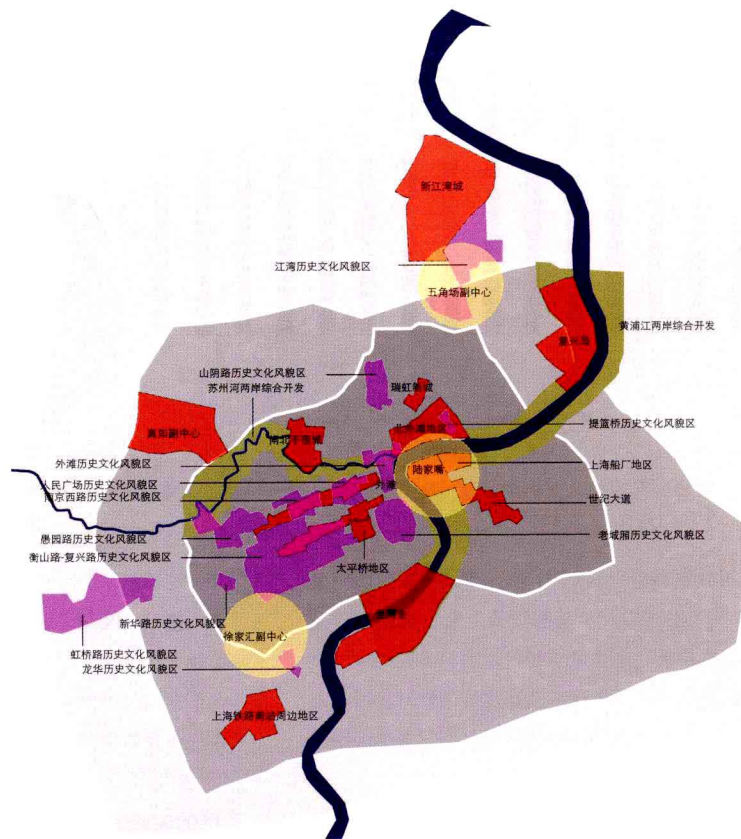 新江湾城
江湾历史文化风貌区
五角场副中心
黄浦江两岸综合开发
复兴岛
山阴路历史文化风貌区
瑞虹新城
苏州河两岸综合开发
北外滩地区
提篮桥历史文化风貌区
真如副中心
外滩历史文化风貌区
陆家嘴
上海船厂地区
人民广场历史文化风貌区
外滩
南京西路历史文化风貌区
世纪大道
愚园路历史文化风貌区
老城厢历史文化风貌区
衡山路-复兴路历史文化风貌区
太平桥地区
新华路历史文化风貌区
徐家汇副中心
虹桥路历史文化风貌区
龙华历史文化风貌区